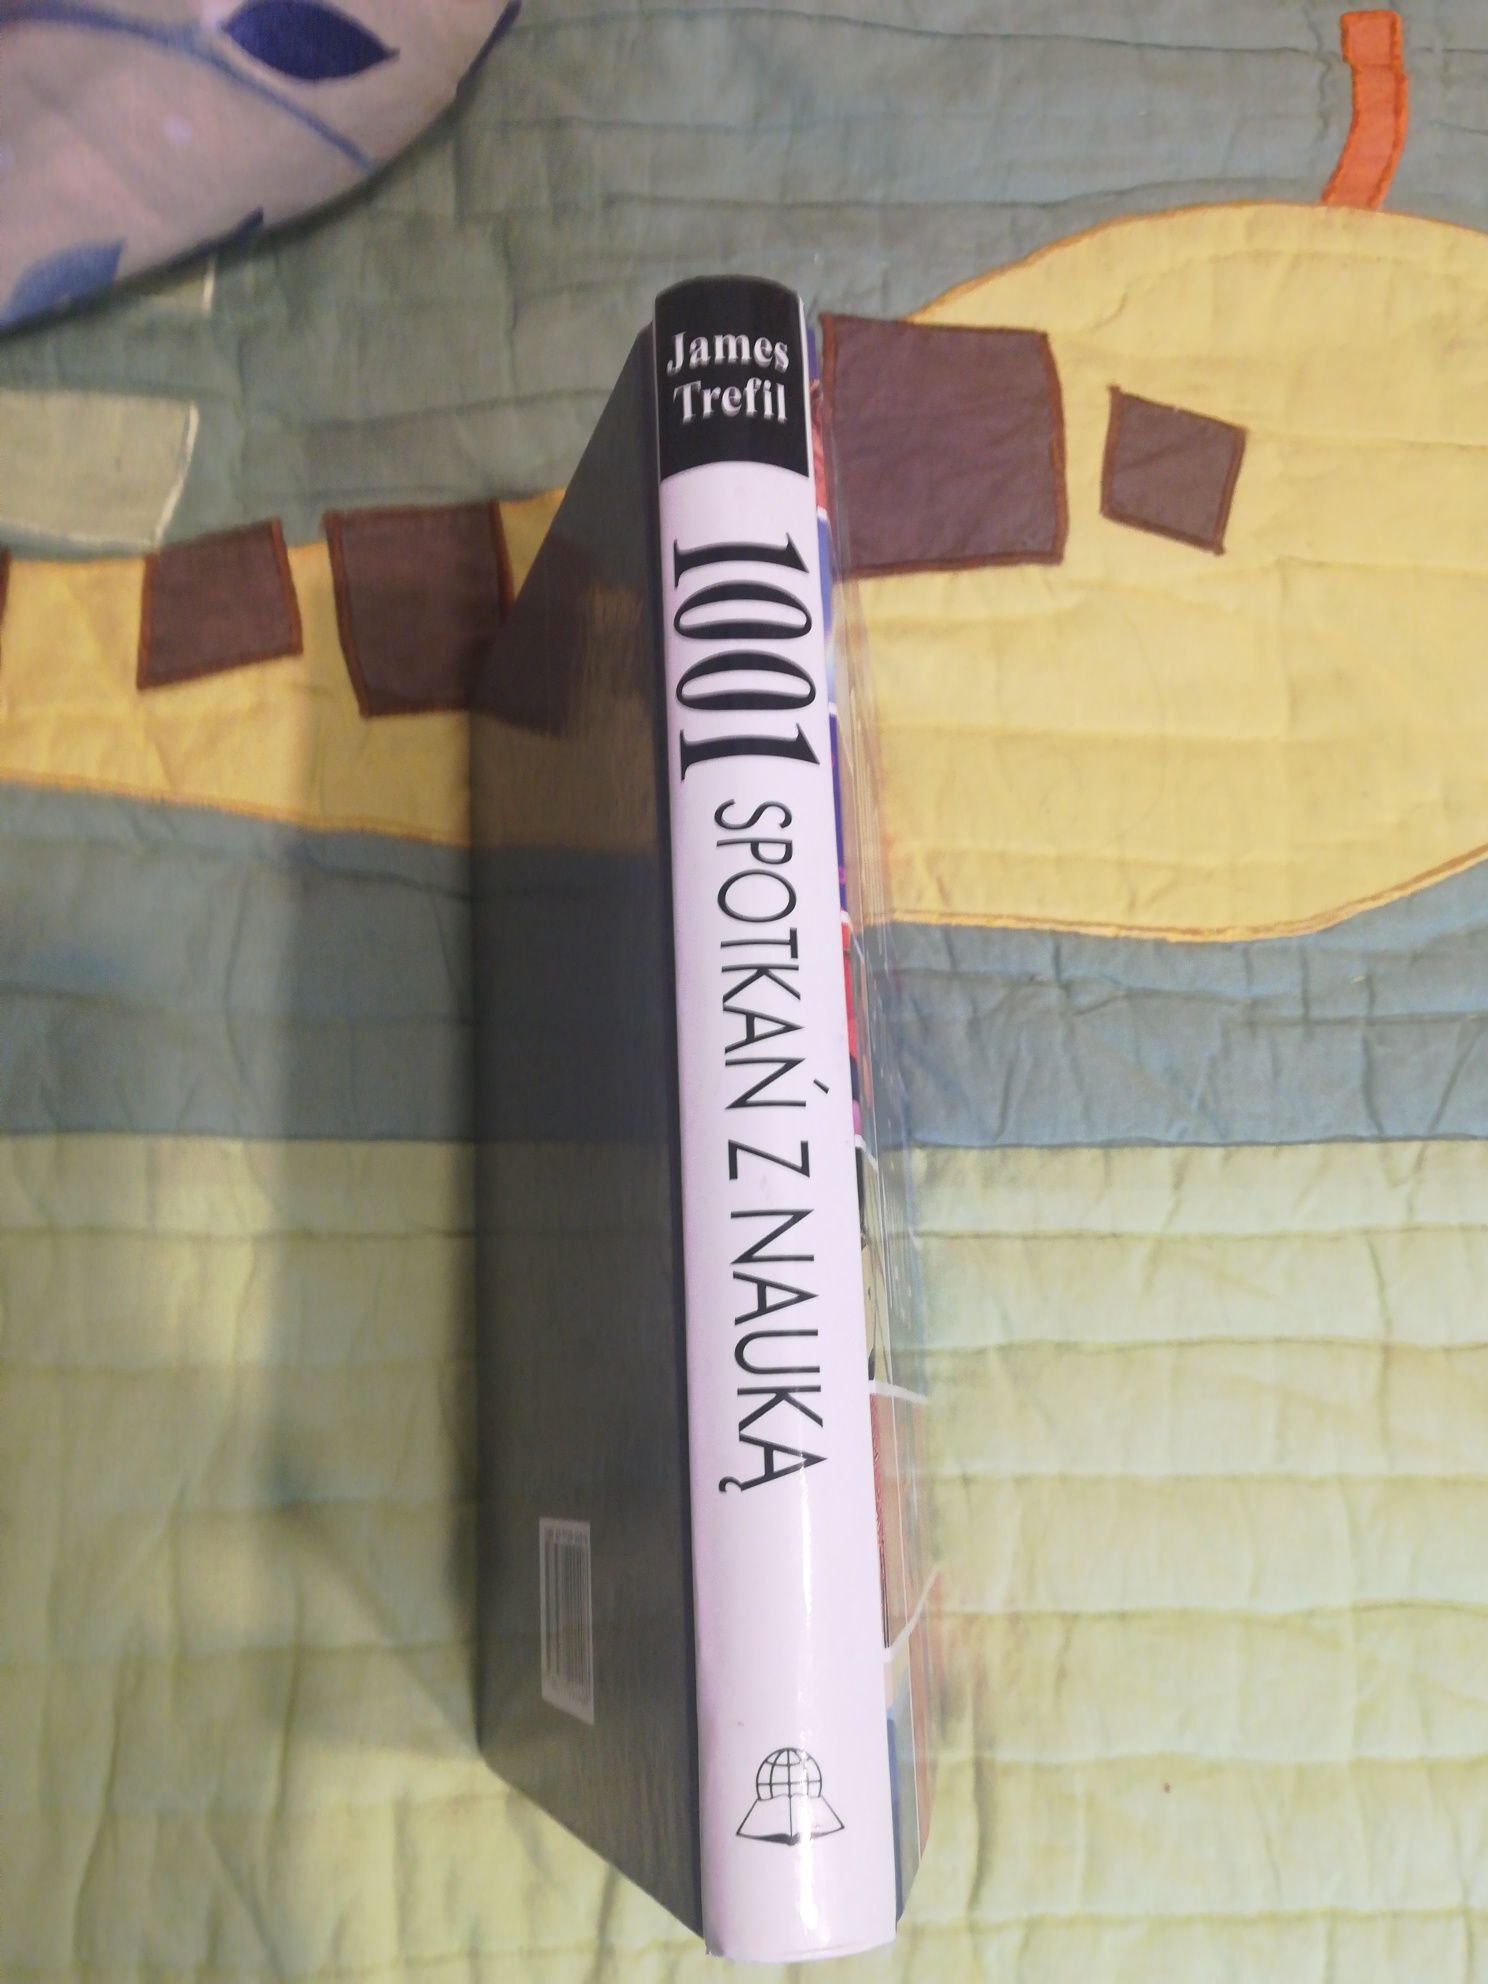 James
Trefil
1001 SPOTKAŃ Z NAUKĄ